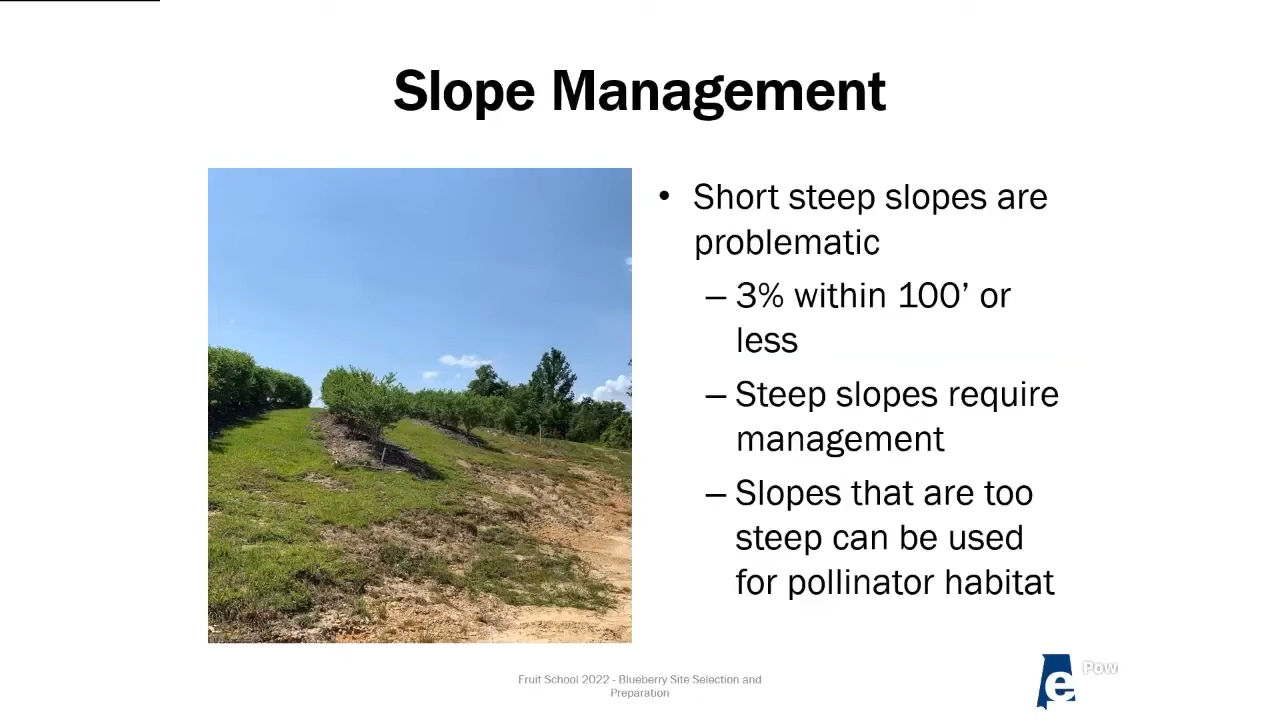 Slope Management
• Short steep slopes are
problematic
– 3% within 100’ or
less
– Steep slopes require
management
– Slopes that are too
steep can be used
for pollinator habitat
Fruit School 2022 - Blueberry Site Selection and
Preparation
e
Pow